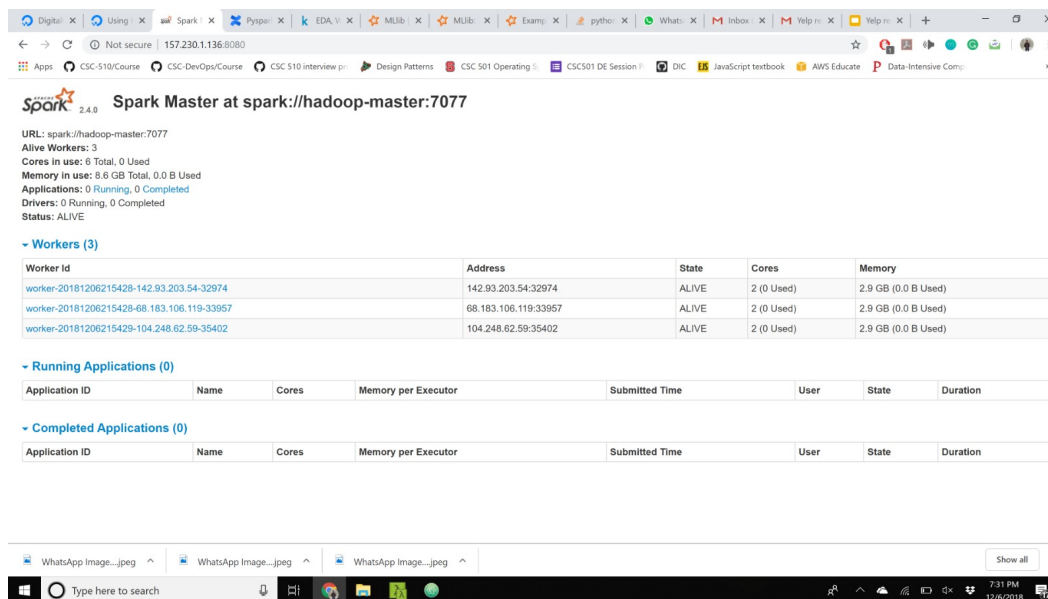 Digital
Using
Spark
Pyspar
EDA, V
MLlib
MLlib:
Examp
python
Whats
Inbox
Yelp re
Yelp re
Not secure | 157.230.1.136:8080
Apps
CSC-510/Course
CSC-DevOps/Course
CSC 510 interview pr
Design Patterns
CSC 501 Operating S
CSC501 DE Session P
DIC
EJS JavaScript textbook
AWS Educate
P Data-Intensive Comp
APACHE Spark 2.4.0 Spark Master at spark://hadoop-master:7077
URL: spark://hadoop-master:7077
Alive Workers: 3
Cores in use: 6 Total, 0 Used
Memory in use: 8.6 GB Total, 0.0 B Used
Applications: 0 Running, 0 Completed
Drivers: 0 Running, 0 Completed
Status: ALIVE
Workers (3)
Worker Id Address State Cores Memory
worker-20181206215428-142.93.203.54-32974 142.93.203.54:32974 ALIVE 2 (0 Used) 2.9 GB (0.0 B Used)
worker-20181206215428-68.183.106.119-33957 68.183.106.119:33957 ALIVE 2 (0 Used) 2.9 GB (0.0 B Used)
worker-20181206215429-104.248.62.59-35402 104.248.62.59:35402 ALIVE 2 (0 Used) 2.9 GB (0.0 B Used)
Running Applications (0)
Application ID Name Cores Memory per Executor Submitted Time User State Duration
Completed Applications (0)
Application ID Name Cores Memory per Executor Submitted Time User State Duration
WhatsApp Image....jpeg
WhatsApp Image....jpeg
WhatsApp Image....jpeg
Show all
Type here to search
7:31 PM
12/6/2018